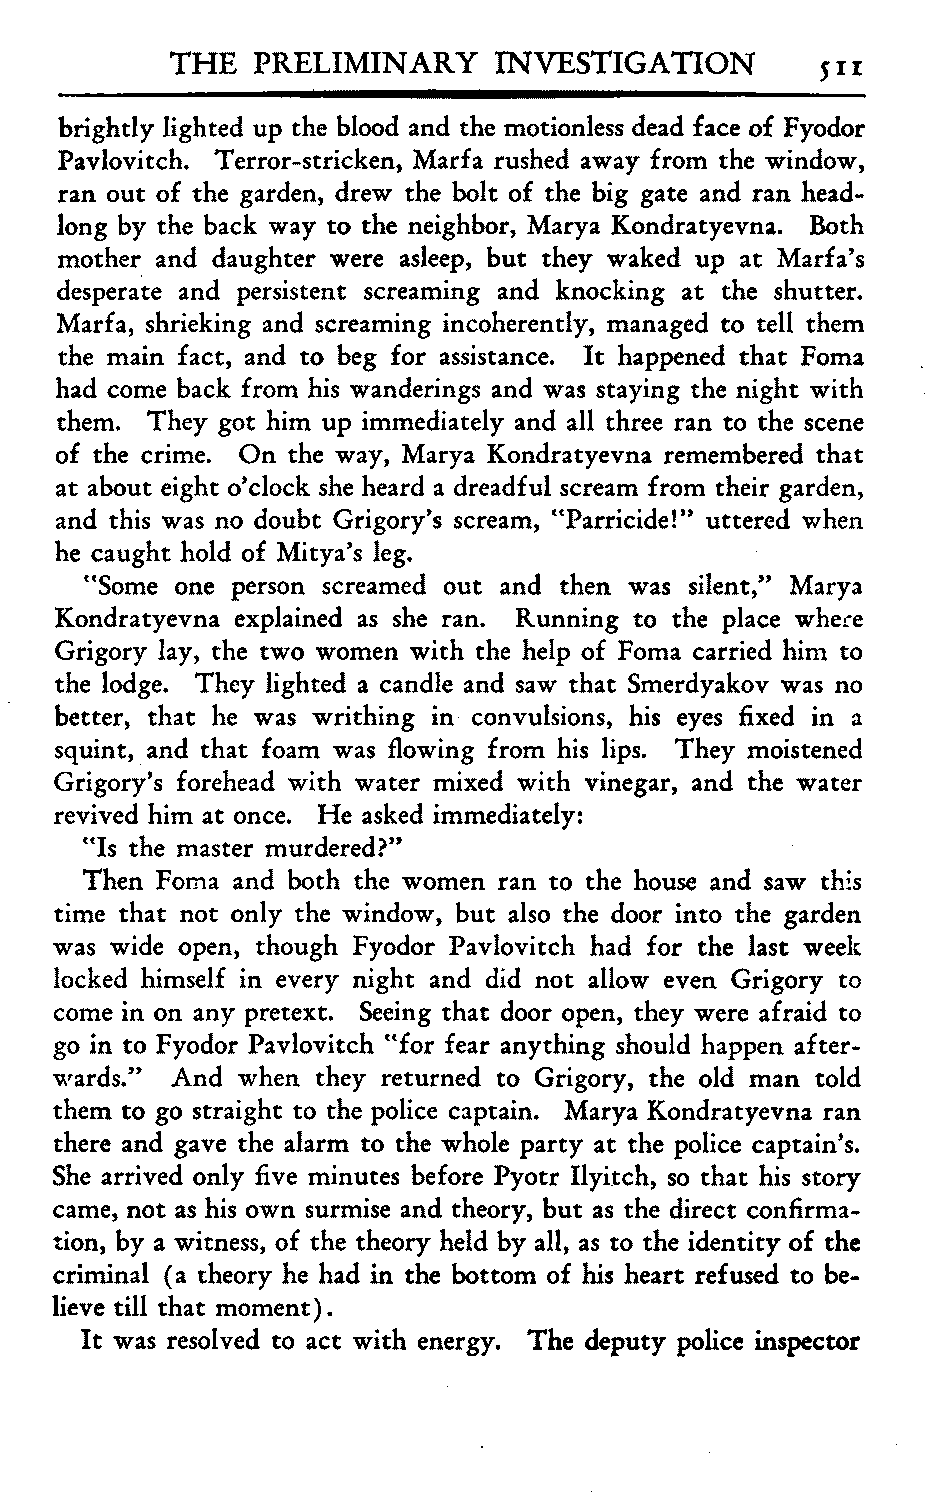 THE PRELIMINARY INVESTIGATION 511
brightly lighted up the blood and the motionless dead face of Fyodor
Pavlovitch. Terror-stricken, Marfa rushed away from the window,
ran out of the garden, drew the bolt of the big gate and ran head-
long by the back way to the neighbor, Marya Kondratyevna. Both
mother and daughter were asleep, but they waked up at Marfa's
desperate and persistent screaming and knocking at the shutter.
Marfa, shrieking and screaming incoherently, managed to tell them
the main fact, and to beg for assistance. It happened that Foma
had come back from his wanderings and was staying the night with
them. They got him up immediately and all three ran to the scene
of the crime. On the way, Marya Kondratyevna remembered that
at about eight o'clock she heard a dreadful scream from their garden,
and this was no doubt Grigory's scream, "Parricide!" uttered when
he caught hold of Mitya's leg.
"Some one person screamed out and then was silent," Marya
Kondratyevna explained as she ran. Running to the place where
Grigory lay, the two women with the help of Foma carried him to
the lodge. They lighted a candle and saw that Smerdyakov was no
better, that he was writhing in convulsions, his eyes fixed in a
squint, and that foam was flowing from his lips. They moistened
Grigory's forehead with water mixed with vinegar, and the water
revived him at once. He asked immediately:
"Is the master murdered?"
Then Foma and both the women ran to the house and saw this
time that not only the window, but also the door into the garden
was wide open, though Fyodor Pavlovitch had for the last week
locked himself in every night and did not allow even Grigory to
come in on any pretext. Seeing that door open, they were afraid to
go in to Fyodor Pavlovitch "for fear anything should happen after-
wards." And when they returned to Grigory, the old man told
them to go straight to the police captain. Marya Kondratyevna ran
there and gave the alarm to the whole party at the police captain's.
She arrived only five minutes before Pyotr Ilyitch, so that his story
came, not as his own surmise and theory, but as the direct confirma-
tion, by a witness, of the theory held by all, as to the identity of the
criminal (a theory he had in the bottom of his heart refused to be-
lieve till that moment).
It was resolved to act with energy. The deputy police inspector